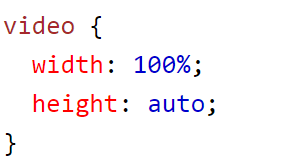 video {
  width: 100%;
  height: auto;
}